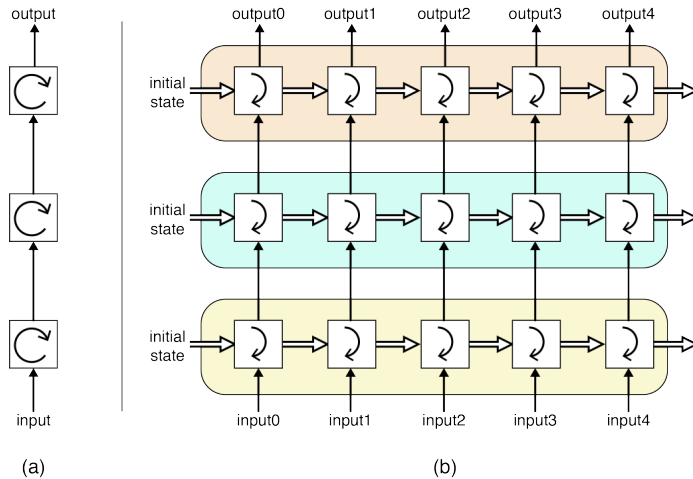 output
input
(a)
output0 output1 output2 output3 output4
initial
state
initial
state
initial
state
input0 input1 input2 input3 input4
(b)